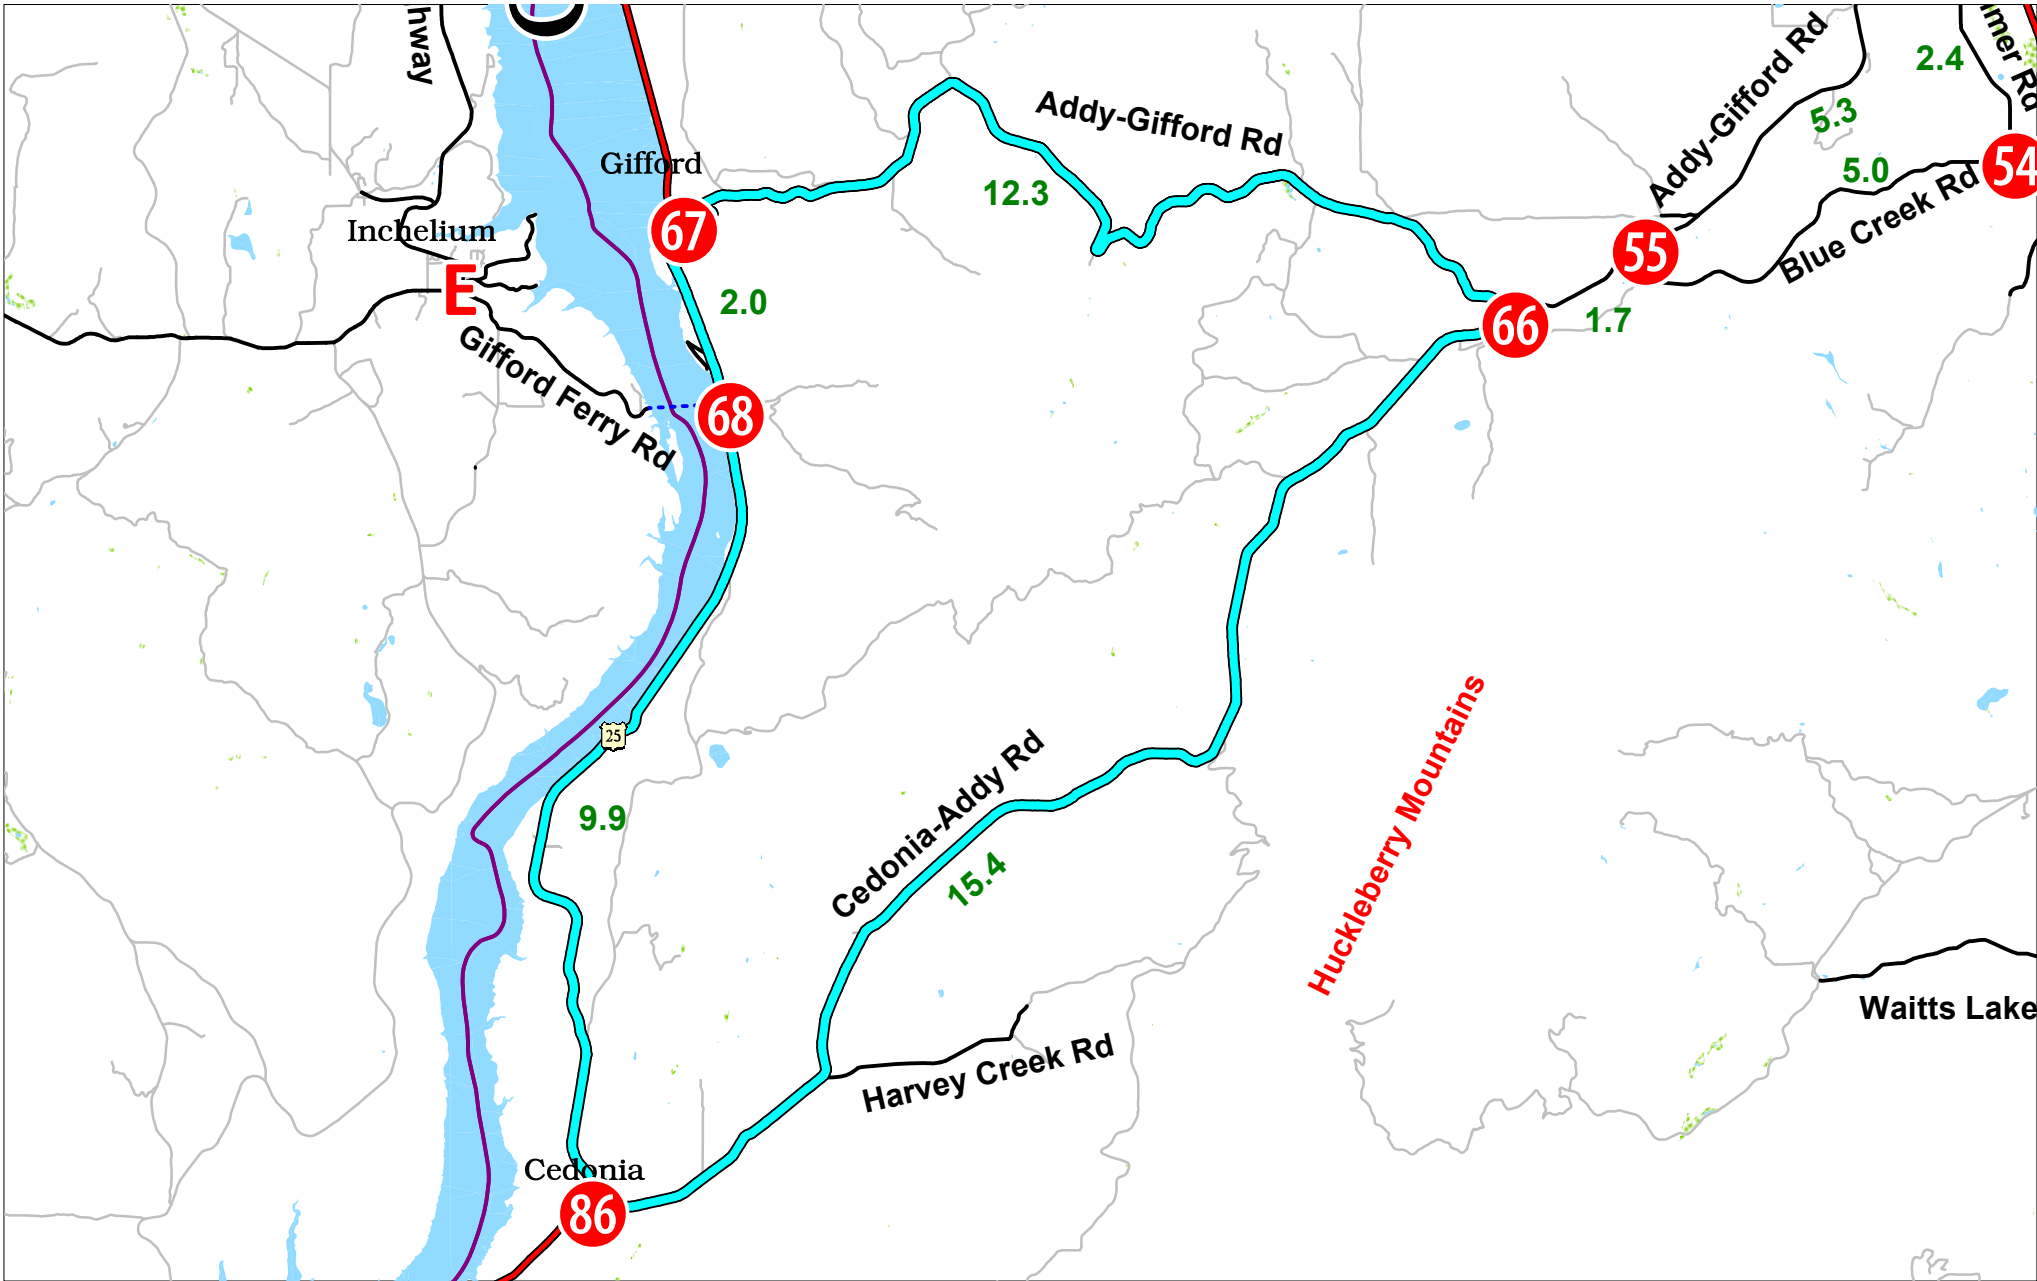 hway
Addy-Gifford Rd
Addy-Gifford Rd
2.4
mer Rd
5.3
5.0
54
Blue Creek Rd
Gifford
12.3
67
Inchelium
E
55
2.0
66
1.7
Gifford Ferry Rd
68
25
9.9
Cedonia-Addy Rd
15.4
Huckleberry Mountains
Waitts Lake
Harvey Creek Rd
Cedonia
86